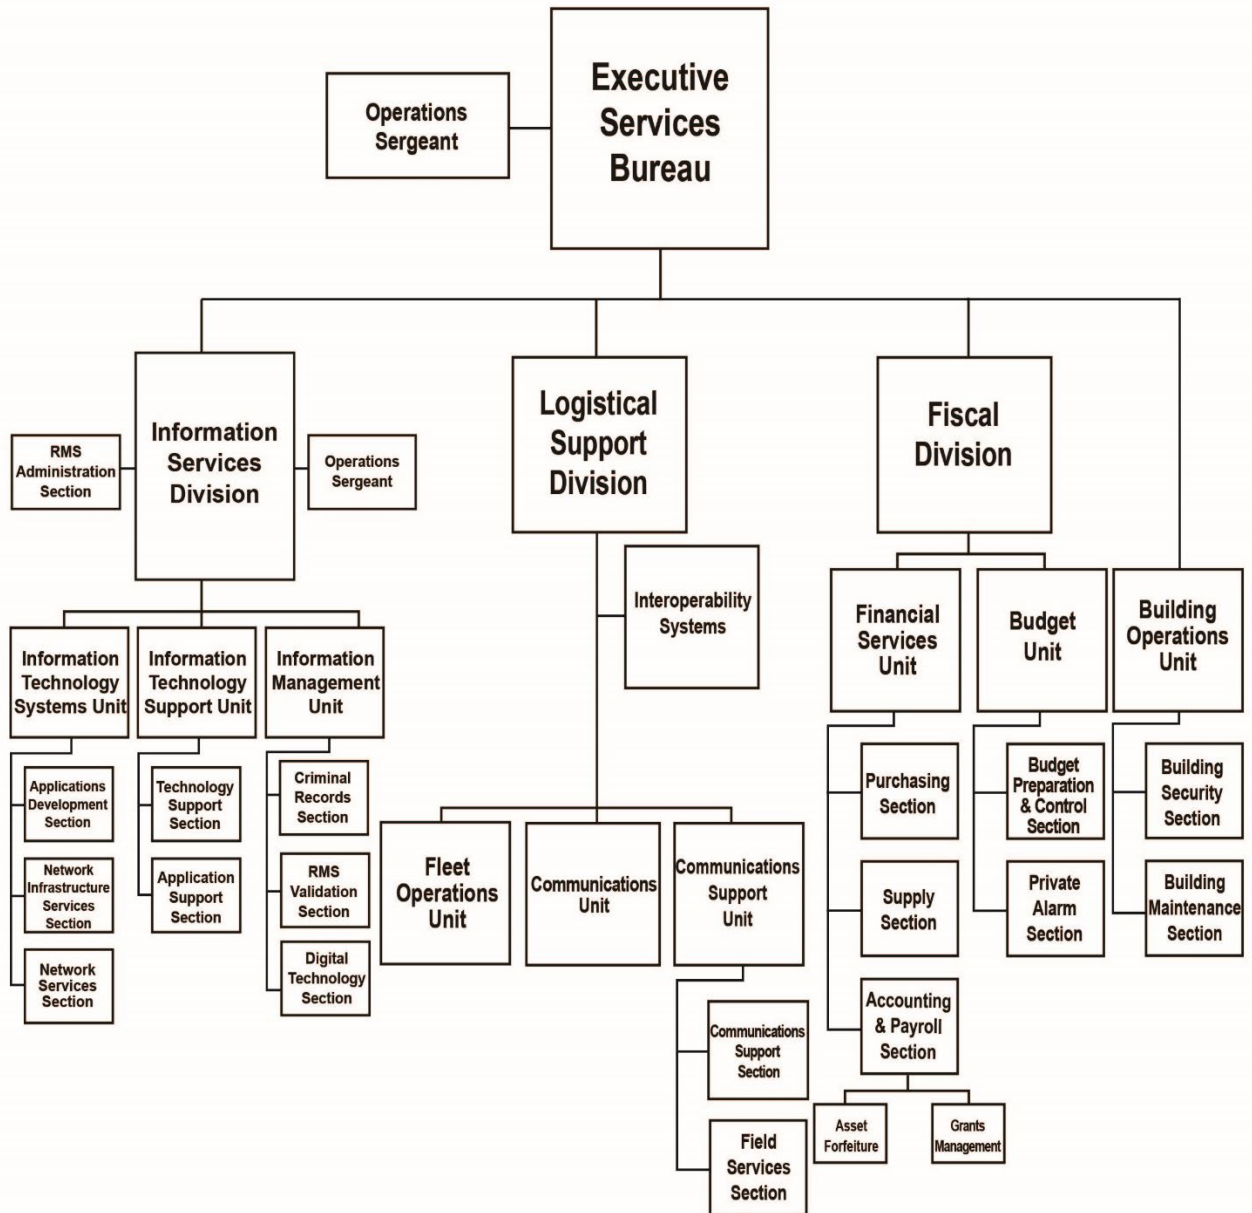 Executive
Services
Bureau
Operations
Sergeant
Information
Services
Division
RMS
Administration
Section
Operations
Sergeant
Logistical
Support
Division
Fiscal
Division
Interoperability
Systems
Information
Technology
Systems Unit
Information
Technology
Support Unit
Information
Management
Unit
Financial
Services
Unit
Budget
Unit
Building
Operations
Unit
Applications
Development
Section
Network
Infrastructure
Services
Section
Network
Services
Section
Technology
Support
Section
Application
Support
Section
Criminal
Records
Section
RMS
Validation
Section
Digital
Technology
Section
Fleet
Operations
Unit
Communications
Unit
Communications
Support
Unit
Communications
Support
Section
Field
Services
Section
Purchasing
Section
Supply
Section
Accounting
& Payroll
Section
Asset
Forfeiture
Grants
Management
Budget
Preparation
& Control
Section
Private
Alarm
Section
Building
Security
Section
Building
Maintenance
Section